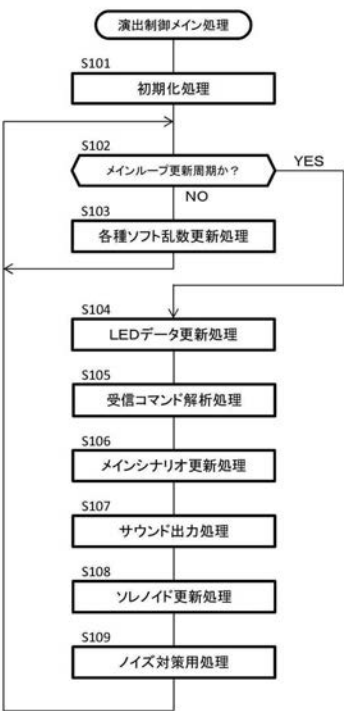 演出制御メイン処理
S101
初期化処理
S102
メインループ更新周期か?
YES
NO
S103
各種ソフト乱数更新処理
S104
LEDデータ更新処理
S105
受信コマンド解析処理
S106
メインシナリオ更新処理
S107
サウンド出力処理
S108
ソレノイド更新処理
S109
ノイズ対策用処理